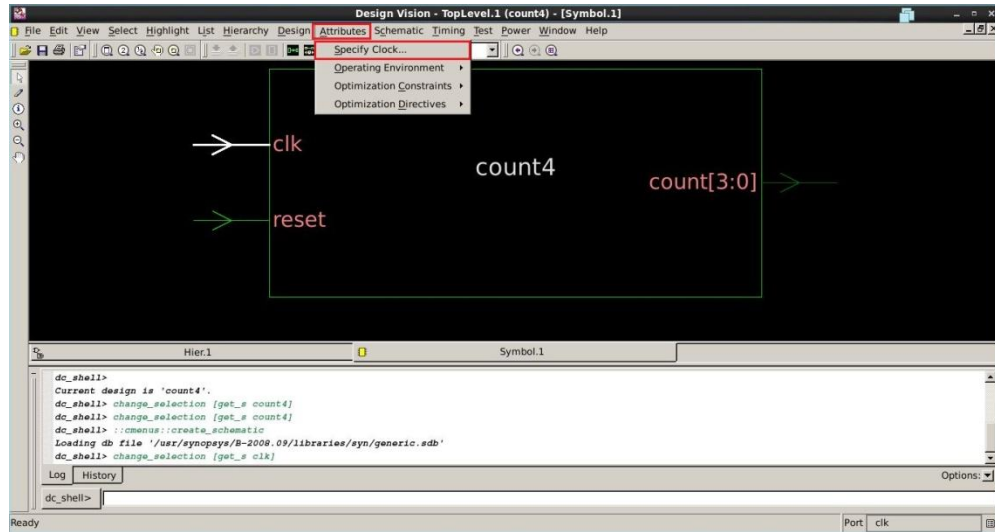 Design Vision - TopLevel.1 (count4) - [Symbol.1]
File Edit View Select Highlight List Hierarchy Design Attributes Schematic Timing Test Power Window Help
Specify Clock...
Operating Environment
Optimization Constraints
Optimization Directives
clk
count4
count[3:0]
reset
Hier.1 Symbol.1
dc_shell>
Current design is 'count4'.
dc_shell> change_selection [get_s count4]
dc_shell> change_selection [get_s count4]
dc_shell> ::cmenus::create_schematic
Loading db file '/usr/synopsys/B-2008.09/libraries/syn/generic.sdb'
dc_shell> change_selection [get_s clk]
Log History Options:
dc_shell>
Ready Port clk